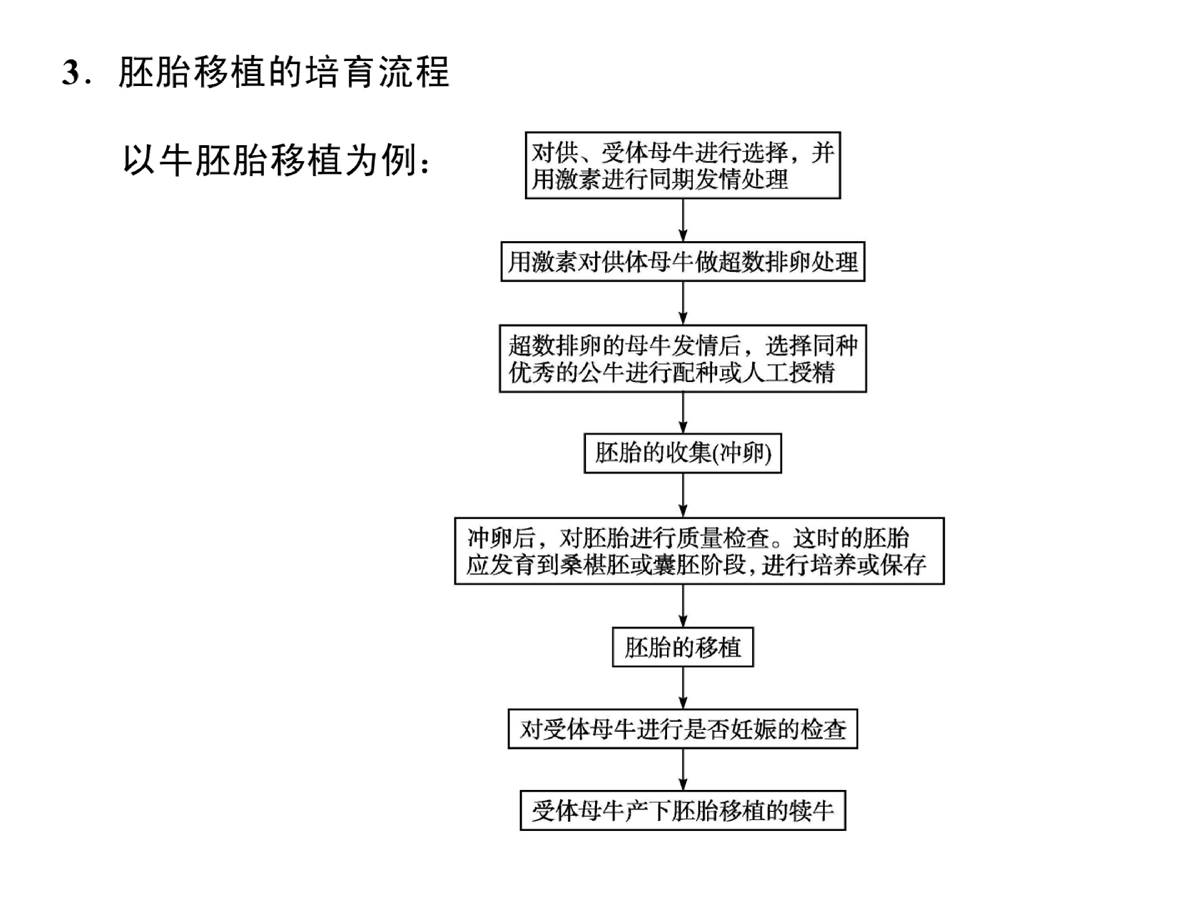 3．胚胎移植的培育流程
以牛胚胎移植为例：
对供、受体母牛进行选择，并
用激素进行同期发情处理
用激素对供体母牛做超数排卵处理
超数排卵的母牛发情后，选择同种
优秀的公牛进行配种或人工授精
胚胎的收集(冲卵)
冲卵后，对胚胎进行质量检查。这时的胚胎
应发育到桑椹胚或囊胚阶段，进行培养或保存
胚胎的移植
对受体母牛进行是否妊娠的检查
受体母牛产下胚胎移植的犊牛